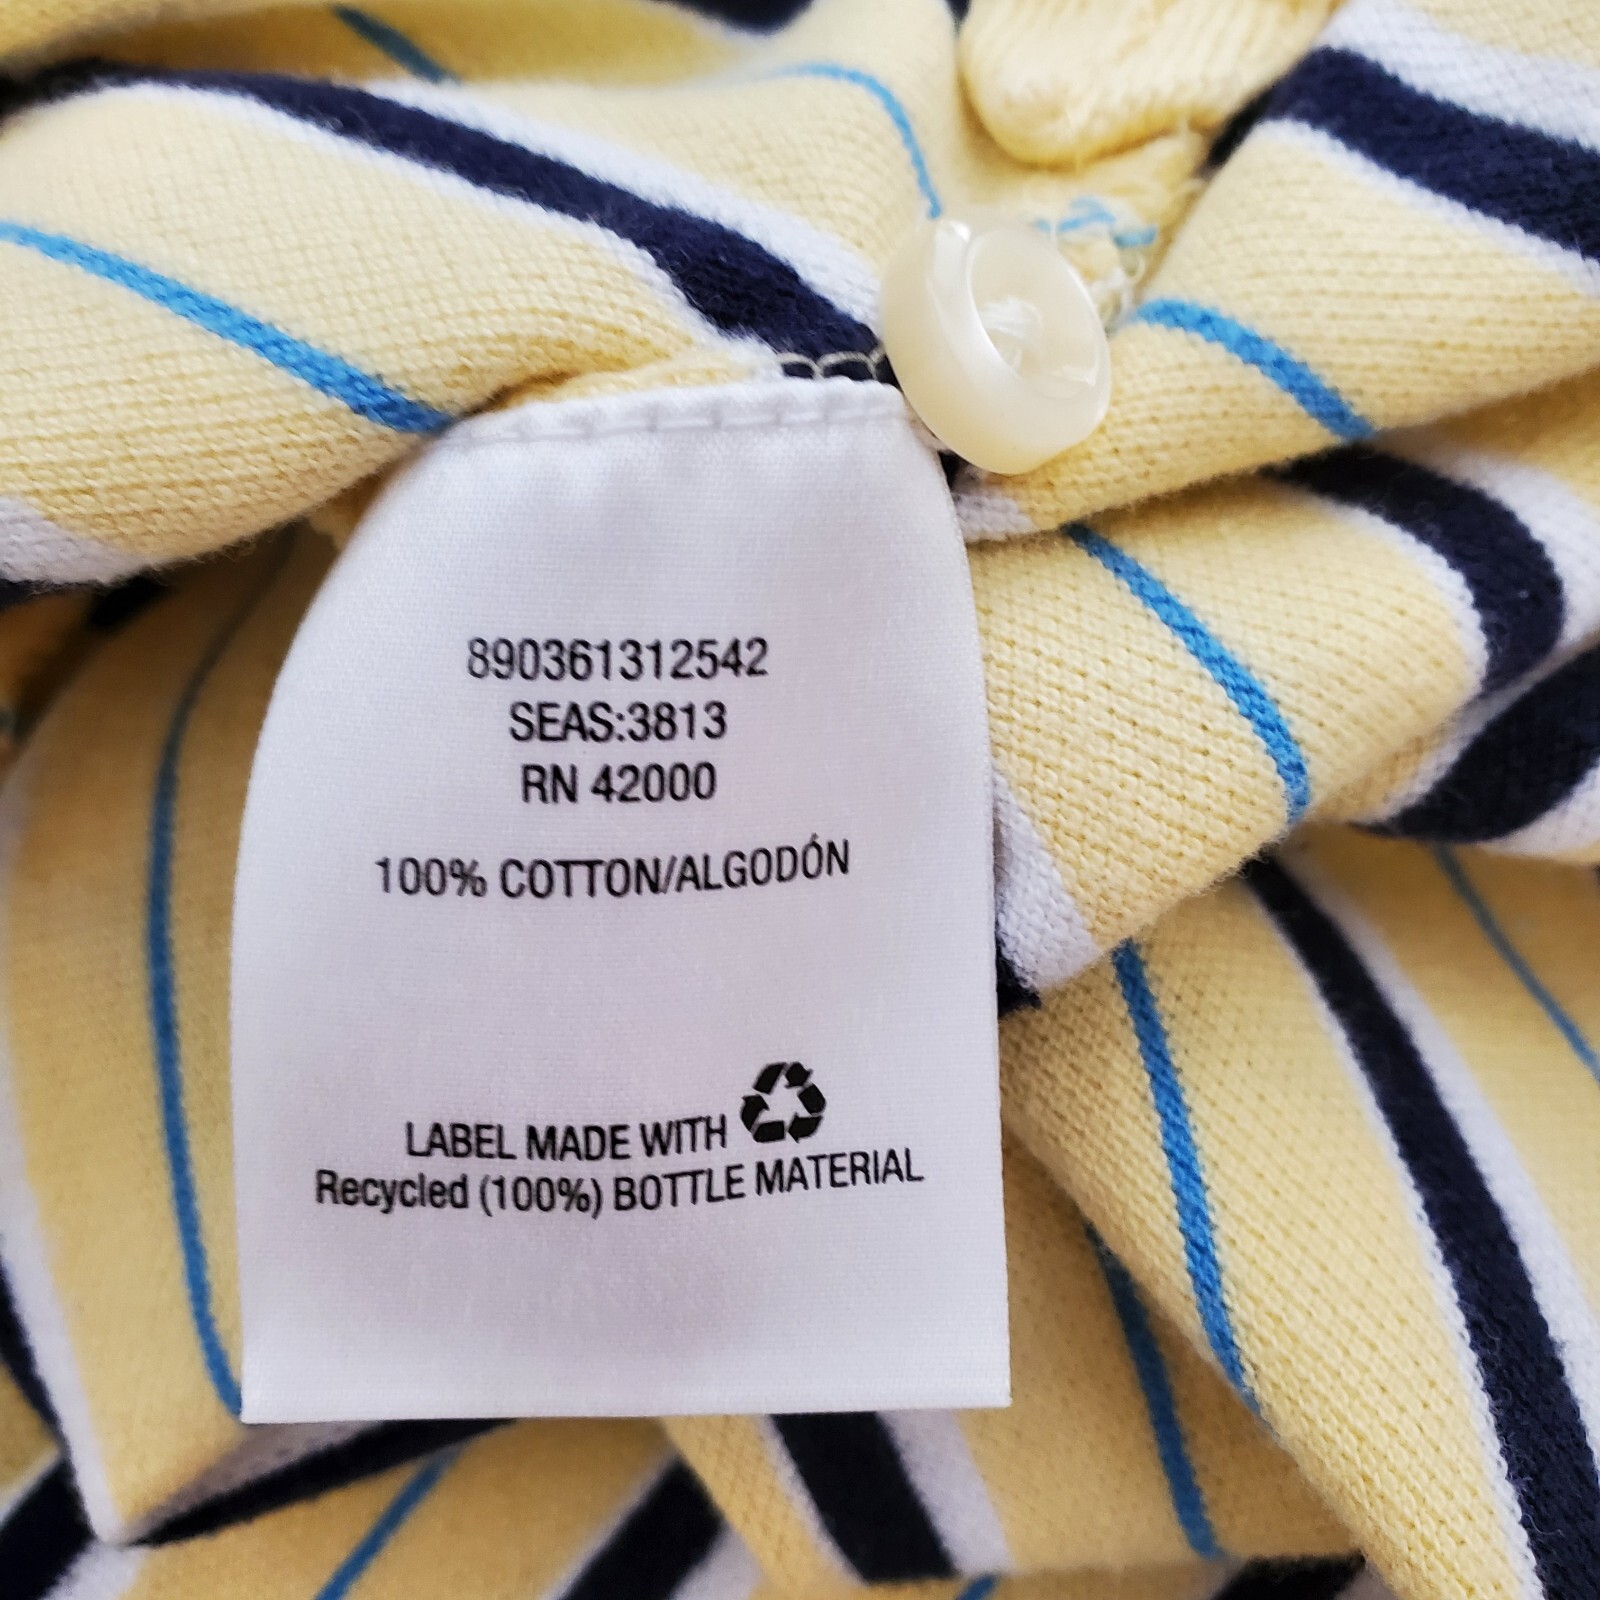 890361312542
SEAS:3813
RN 42000
100% COTTON/ALGODÓN
LABEL MADE WITH
Recycled (100%) BOTTLE MATERIAL